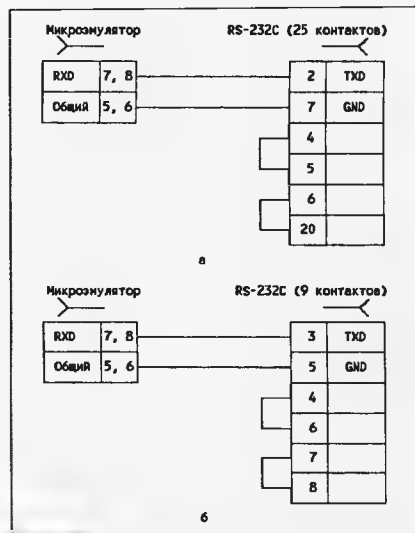 Микроэмулятор RS-232C (25 контактов)
RXD 7, 8 2 TXD
Общий 5, 6 7 GND
4
5
6
20
а
Микроэмулятор RS-232C (9 контактов)
RXD 7, 8 3 TXD
Общий 5, 6 5 GND
4
6
7
8
б